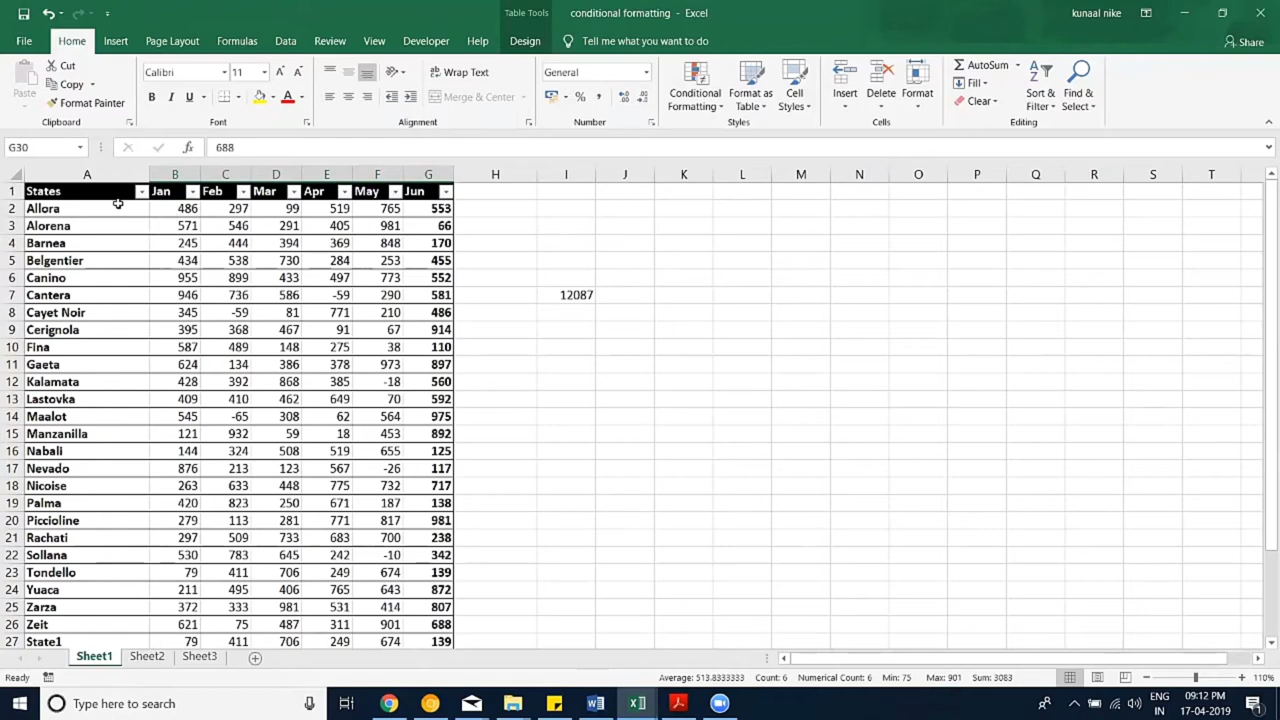 Table Tools
conditional formatting - Excel
kunaal nike
File Home Insert Page Layout Formulas Data Review View Developer Help Design Tell me what you want to do Share
Paste
Cut
Copy
Format Painter
Clipboard
Calibri 11
B I U
Font
Wrap Text
Merge & Center
Alignment
General
% ,
Number
Conditional Formatting
Format as Table
Cell Styles
Styles
Insert
Delete
Format
Cells
AutoSum
Fill
Clear
Sort & Filter
Find & Select
Editing
G30 fx 688
A B C D E F G H I J K L M N O P Q R S T
1 States Jan Feb Mar Apr May Jun
2 Allora 486 297 99 519 765 553
3 Alorena 571 546 291 405 981 66
4 Barnea 245 444 394 369 848 170
5 Belgentier 434 538 730 284 253 455
6 Canino 955 899 433 497 773 552
7 Cantera 946 736 586 -59 290 581 12087
8 Cayet Noir 345 -59 81 771 210 486
9 Cerignola 395 368 467 91 67 914
10 Fina 587 489 148 275 38 110
11 Gaeta 624 134 386 378 973 897
12 Kalamata 428 392 868 385 -18 560
13 Lastovka 409 410 462 649 70 592
14 Maalot 545 -65 308 62 564 975
15 Manzanilla 121 932 59 18 453 892
16 Nabali 144 324 508 519 655 125
17 Nevado 876 213 123 567 -26 117
18 Nicoise 263 633 448 775 732 717
19 Palma 420 823 250 671 187 138
20 Piccioline 279 113 281 771 817 981
21 Rachati 297 509 733 683 700 238
22 Sollana 530 783 645 242 -10 342
23 Tondello 79 411 706 249 674 139
24 Yuaca 211 495 406 765 643 872
25 Zarza 372 333 981 531 414 807
26 Zeit 621 75 487 311 901 688
27 State1 79 411 706 249 674 139
Sheet1 Sheet2 Sheet3
Ready Average: 513.8333333 Count: 6 Numerical Count: 6 Min: 75 Max: 901 Sum: 3083 110%
Type here to search
ENG 09:12 PM
IN 17-04-2019